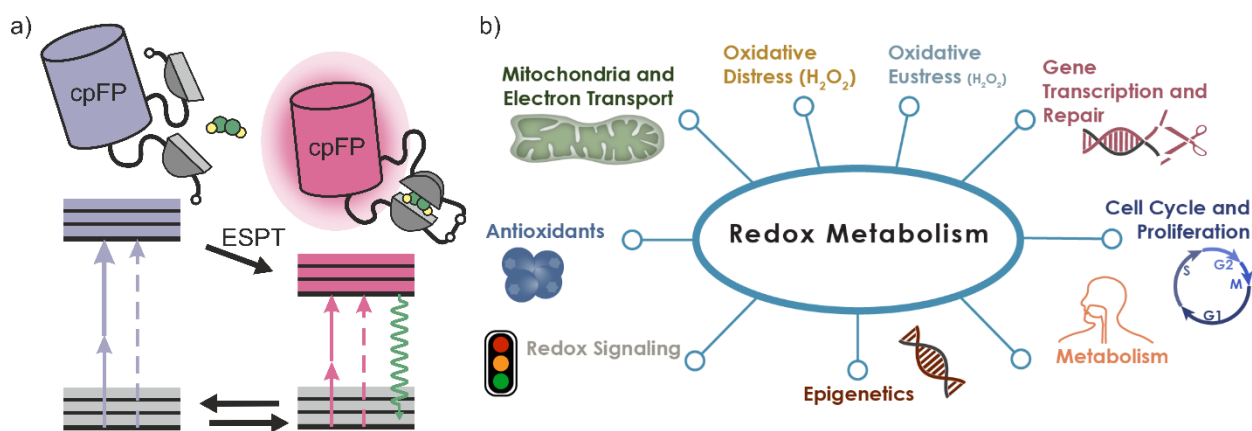 a)
cpFP
cpFP
ESPT
b)
Mitochondria and
Electron Transport
Oxidative
Distress (H₂O₂)
Oxidative
Eustress (H₂O₂)
Gene
Transcription and
Repair
Antioxidants
Redox Metabolism
Cell Cycle and
Proliferation
S
G2
M
G1
Redox Signaling
Epigenetics
Metabolism